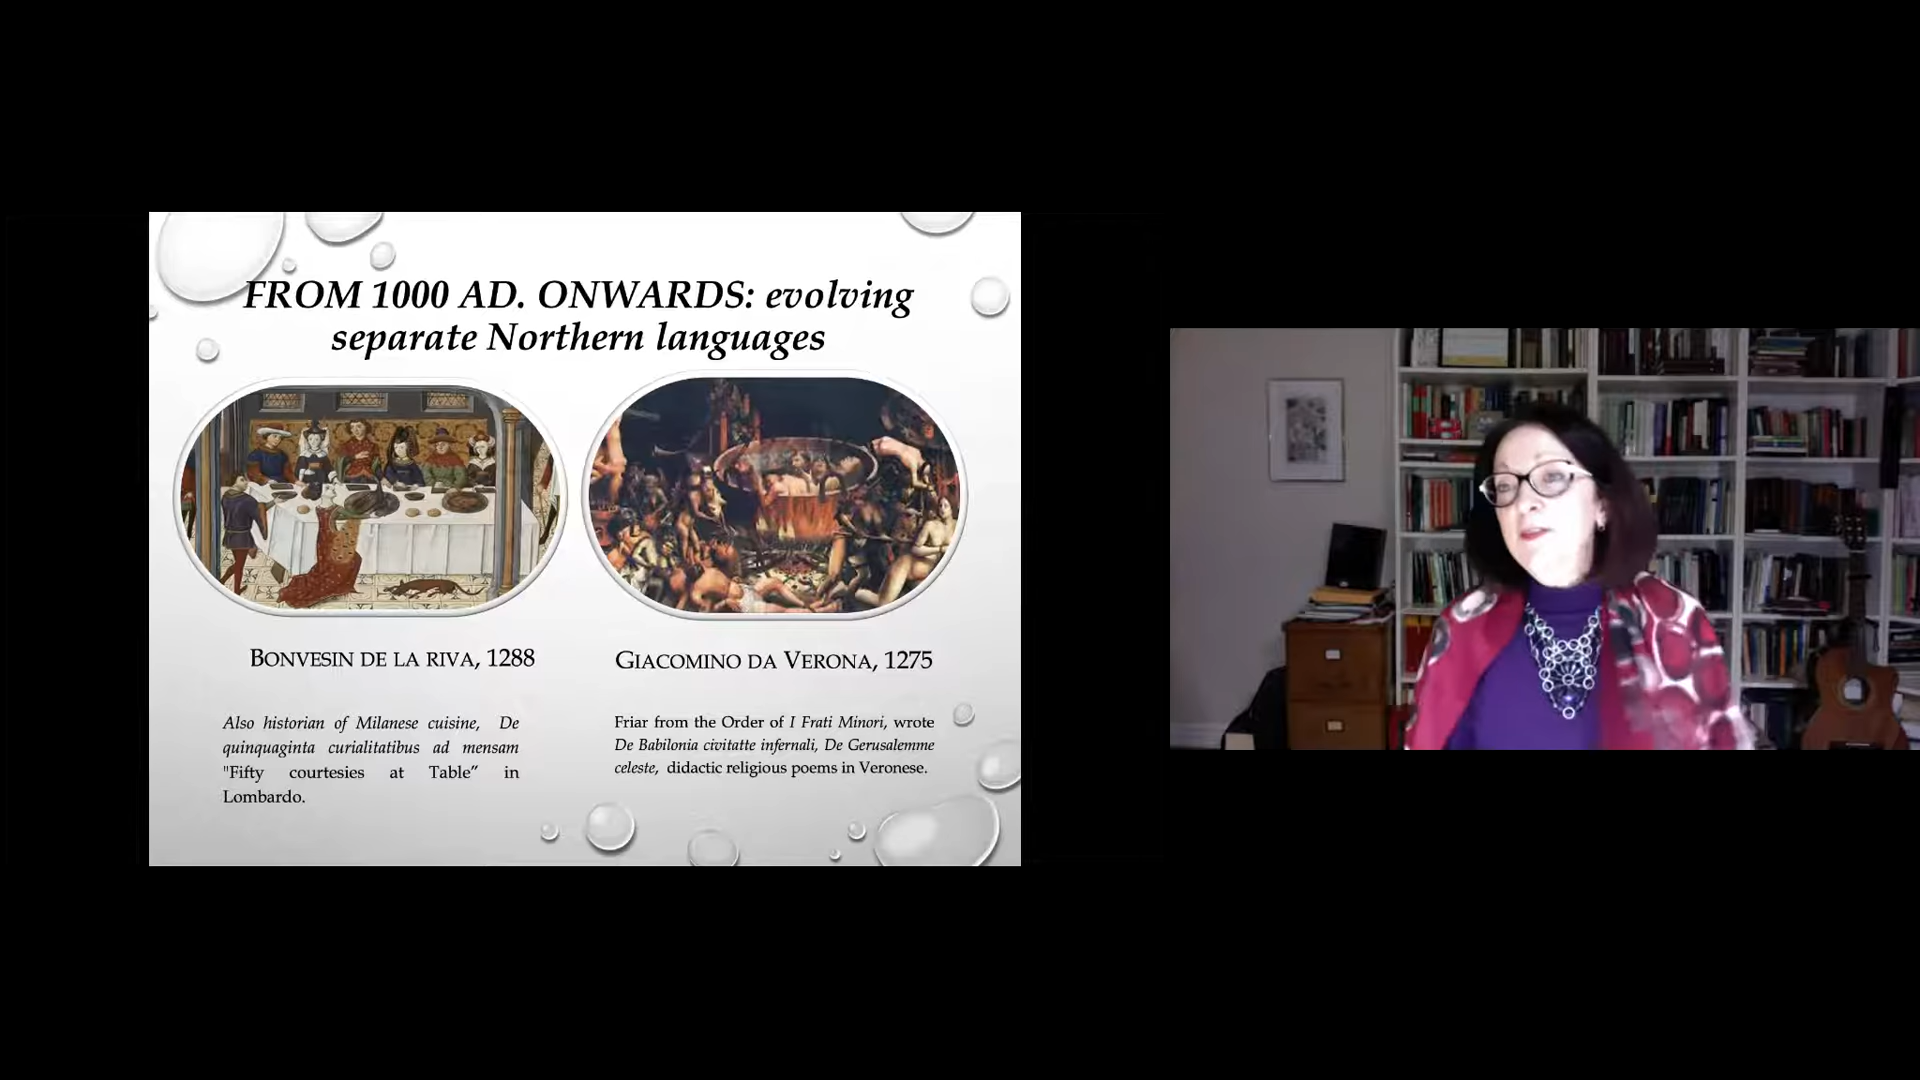 FROM 1000 AD. ONWARDS: evolving
separate Northern languages
BONVESIN DE LA RIVA, 1288
Also historian of Milanese cuisine, De
quinquaginta curialitatibus ad mensam
"Fifty courtesies at Table” in
Lombardo.
GIACOMINO DA VERONA, 1275
Friar from the Order of I Frati Minori, wrote
De Babilonia civitatte infernali, De Gerusalemme
celeste, didactic religious poems in Veronese.